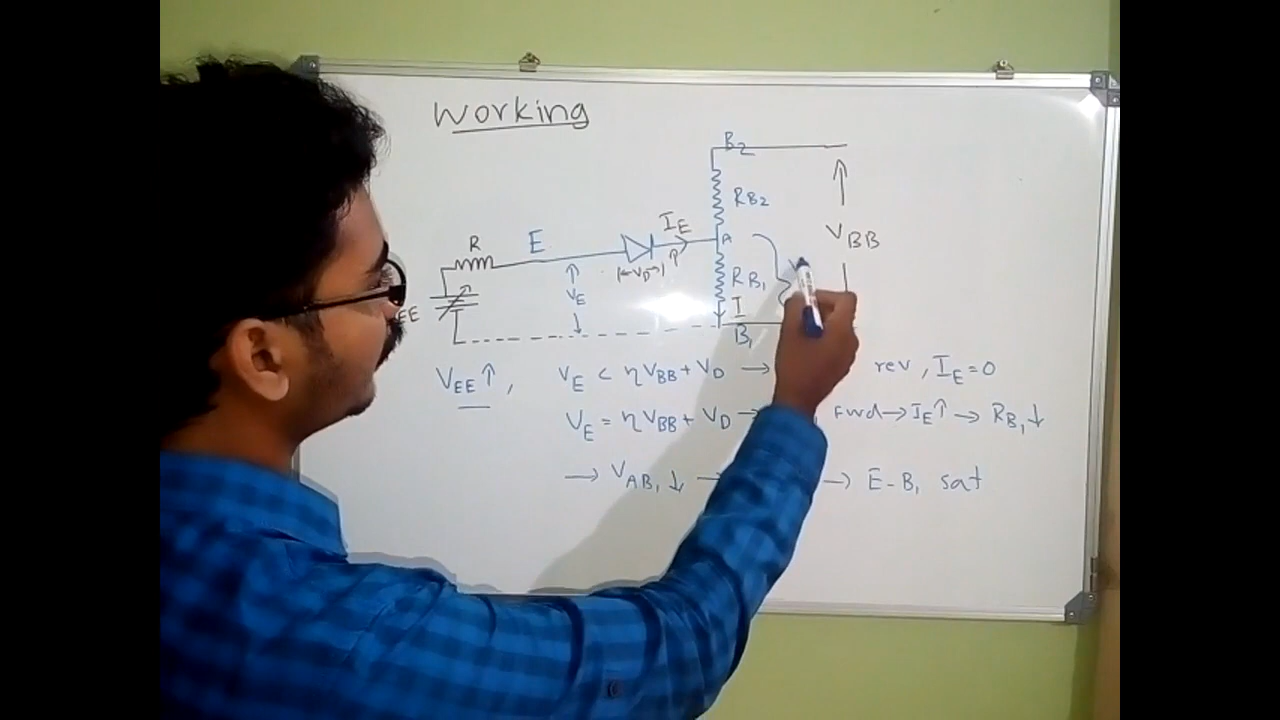 Working
B2
RB2
IE
R
E
A
VD
VBB
VE
RB1
I
EE
B1
VEE↑, VE < ηVBB + VD → rev, IE = 0
VE = ηVBB + VD → Fwd → IE↑ → RB1↓
→ VAB1↓ → → E-B1 sat